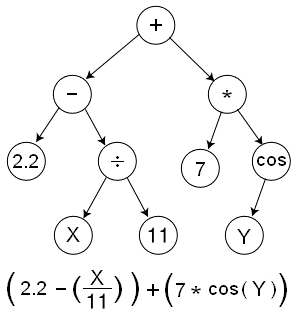 +
− *
2.2 ÷ 7 cos
X 11 Y
(2.2 − (X/11)) + (7 * cos(Y))